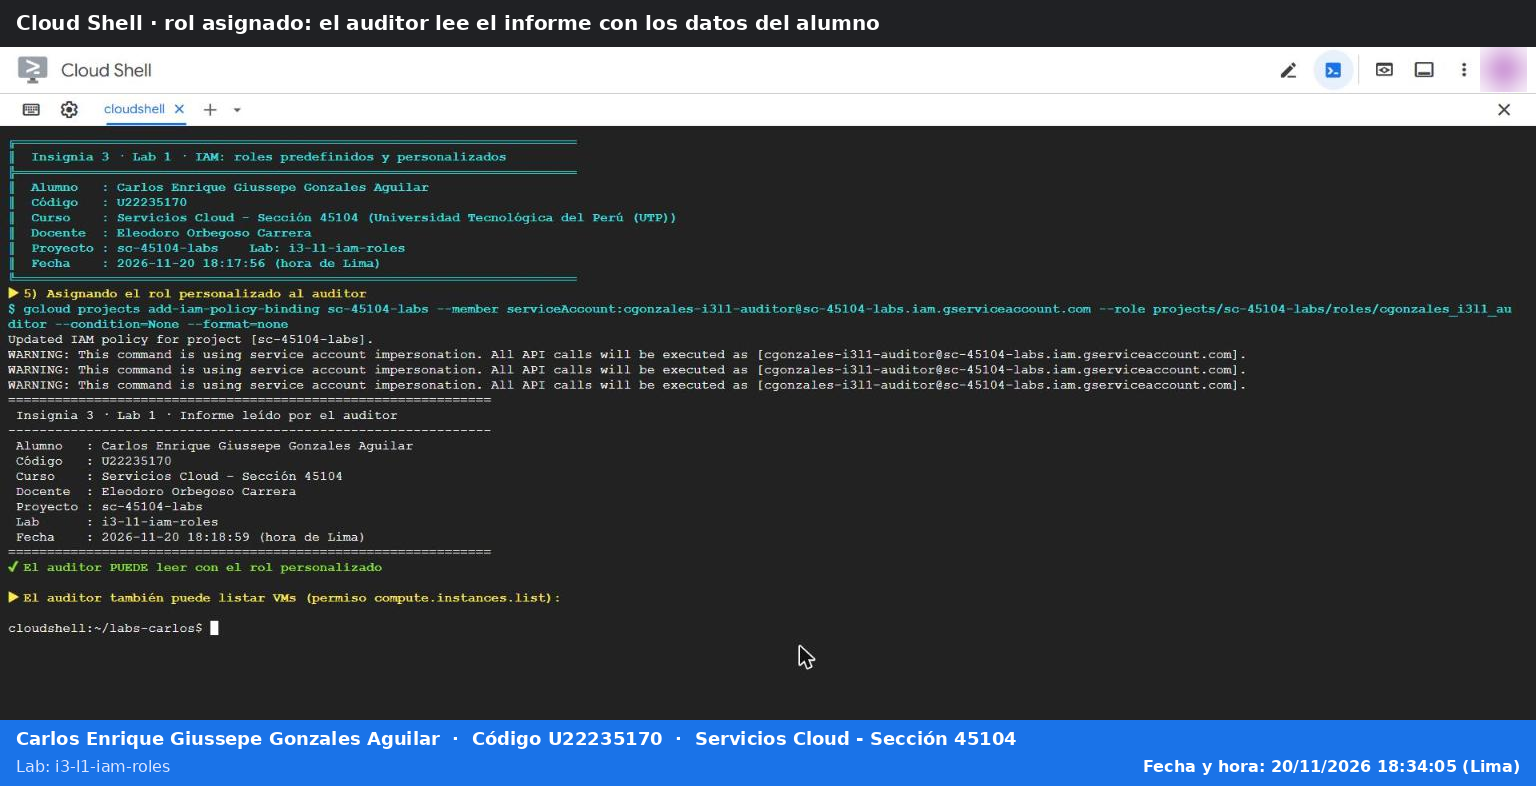 Cloud Shell · rol asignado: el auditor lee el informe con los datos del alumno
Cloud Shell
cloudshell
Insignia 3 · Lab 1 · IAM: roles predefinidos y personalizados
Alumno : Carlos Enrique Giussepe Gonzales Aguilar
Código : U22235170
Curso : Servicios Cloud - Sección 45104 (Universidad Tecnológica del Perú (UTP))
Docente : Eleodoro Orbegoso Carrera
Proyecto : sc-45104-labs Lab: i3-l1-iam-roles
Fecha : 2026-11-20 18:17:56 (hora de Lima)
▶ 5) Asignando el rol personalizado al auditor
$ gcloud projects add-iam-policy-binding sc-45104-labs --member serviceAccount:cgonzales-i3l1-auditor@sc-45104-labs.iam.gserviceaccount.com --role projects/sc-45104-labs/roles/cgonzales_i3l1_au
ditor --condition=None --format=none
Updated IAM policy for project [sc-45104-labs].
WARNING: This command is using service account impersonation. All API calls will be executed as [cgonzales-i3l1-auditor@sc-45104-labs.iam.gserviceaccount.com].
WARNING: This command is using service account impersonation. All API calls will be executed as [cgonzales-i3l1-auditor@sc-45104-labs.iam.gserviceaccount.com].
WARNING: This command is using service account impersonation. All API calls will be executed as [cgonzales-i3l1-auditor@sc-45104-labs.iam.gserviceaccount.com].
==============================================================
Insignia 3 · Lab 1 · Informe leído por el auditor
--------------------------------------------------------------
Alumno : Carlos Enrique Giussepe Gonzales Aguilar
Código : U22235170
Curso : Servicios Cloud - Sección 45104
Docente : Eleodoro Orbegoso Carrera
Proyecto : sc-45104-labs
Lab : i3-l1-iam-roles
Fecha : 2026-11-20 18:18:59 (hora de Lima)
==============================================================
✔ El auditor PUEDE leer con el rol personalizado
▶ El auditor también puede listar VMs (permiso compute.instances.list):
cloudshell:~/labs-carlos$
Carlos Enrique Giussepe Gonzales Aguilar · Código U22235170 · Servicios Cloud - Sección 45104
Lab: i3-l1-iam-roles
Fecha y hora: 20/11/2026 18:34:05 (Lima)